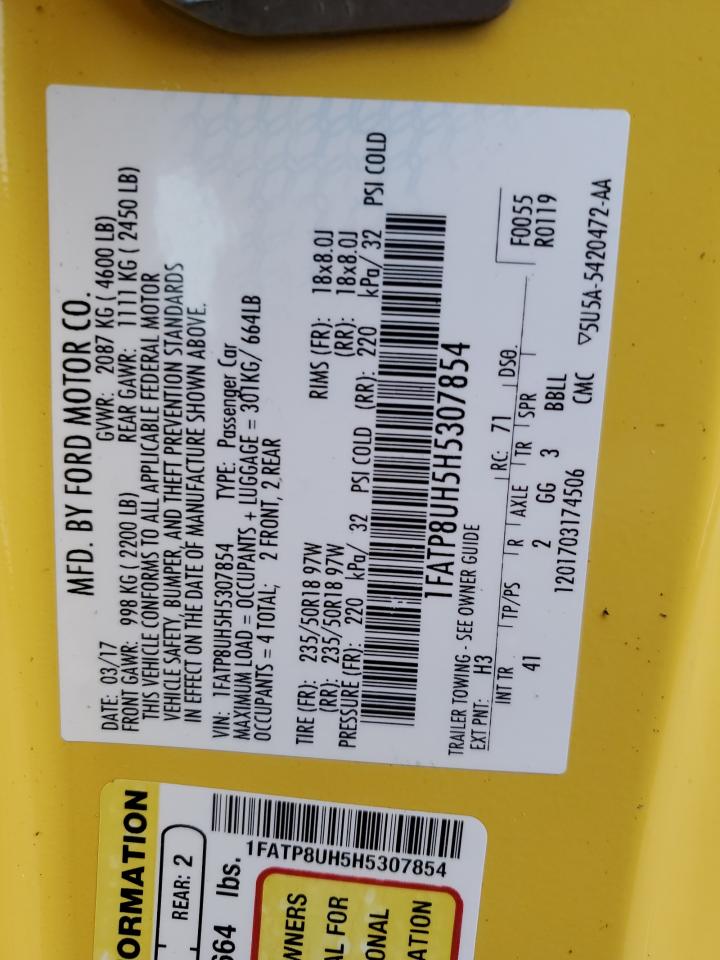 MFD. BY FORD MOTOR CO.
DATE: 03/17 GVWR: 2087 KG ( 4600 LB)
FRONT GAWR: 998 KG ( 2200 LB) REAR GAWR: 1111 KG ( 2450 LB)
THIS VEHICLE CONFORMS TO ALL APPLICABLE FEDERAL MOTOR
VEHICLE SAFETY, BUMPER, AND THEFT PREVENTION STANDARDS
IN EFFECT ON THE DATE OF MANUFACTURE SHOWN ABOVE.
VIN: 1FATP8UH5H5307854 TYPE: Passenger Car
MAXIMUM LOAD = OCCUPANTS + LUGGAGE = 301KG/ 664LB
OCCUPANTS = 4 TOTAL; 2 FRONT, 2 REAR
TIRE (FR): 235/50R18 97W RIMS (FR): 18x8.0J
(RR): 235/50R18 97W (RR): 18x8.0J
PRESSURE (FR): 220 kPa/ 32 PSI COLD (RR): 220 kPa/ 32 PSI COLD
1FATP8UH5H5307854
TRAILER TOWING - SEE OWNER GUIDE
EXT PNT: H3 RC: 71 DSO: F0055
R0119
INT TR TP/PS R AXLE TR SPR
41 2 GG 3 BBLL
1201703174506 CMC ▽5U5A-5420472-AA
ORMATION
REAR: 2
664 lbs.
1FATP8UH5H5307854
WNERS
AL FOR
ONAL
ATION